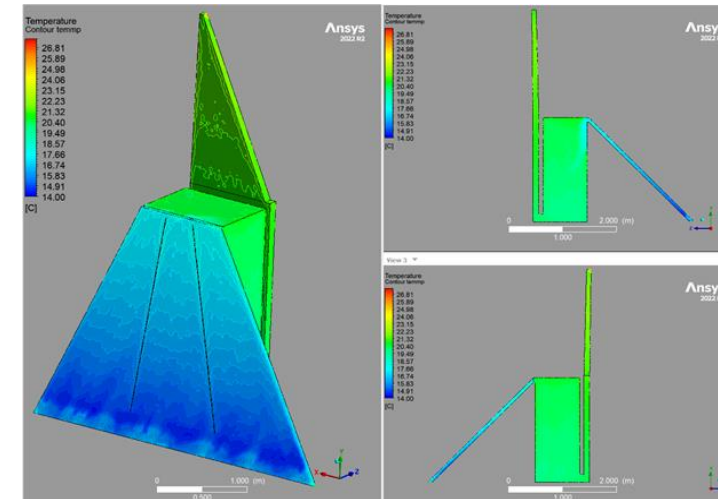 Temperature
Contour temmp
26.81
25.89
24.98
24.06
23.15
22.23
21.32
20.40
19.49
18.57
17.66
16.74
15.83
14.91
14.00
[C]
Ansys
2022 R2
0
1.000 (m)
0.500
X
Y
Z
Temperature
Contour temmp
26.81
25.89
24.98
24.06
23.15
22.23
21.32
20.40
19.49
18.57
17.66
16.74
15.83
14.91
14.00
[C]
Ansys
2022
0
2.000 (m)
1.000
View 3
Temperature
Contour temmp
26.81
25.89
24.98
24.06
23.15
22.23
21.32
20.40
19.49
18.57
17.66
16.74
15.83
14.91
14.00
[C]
Ansys
2022
0
2.000 (m)
1.000